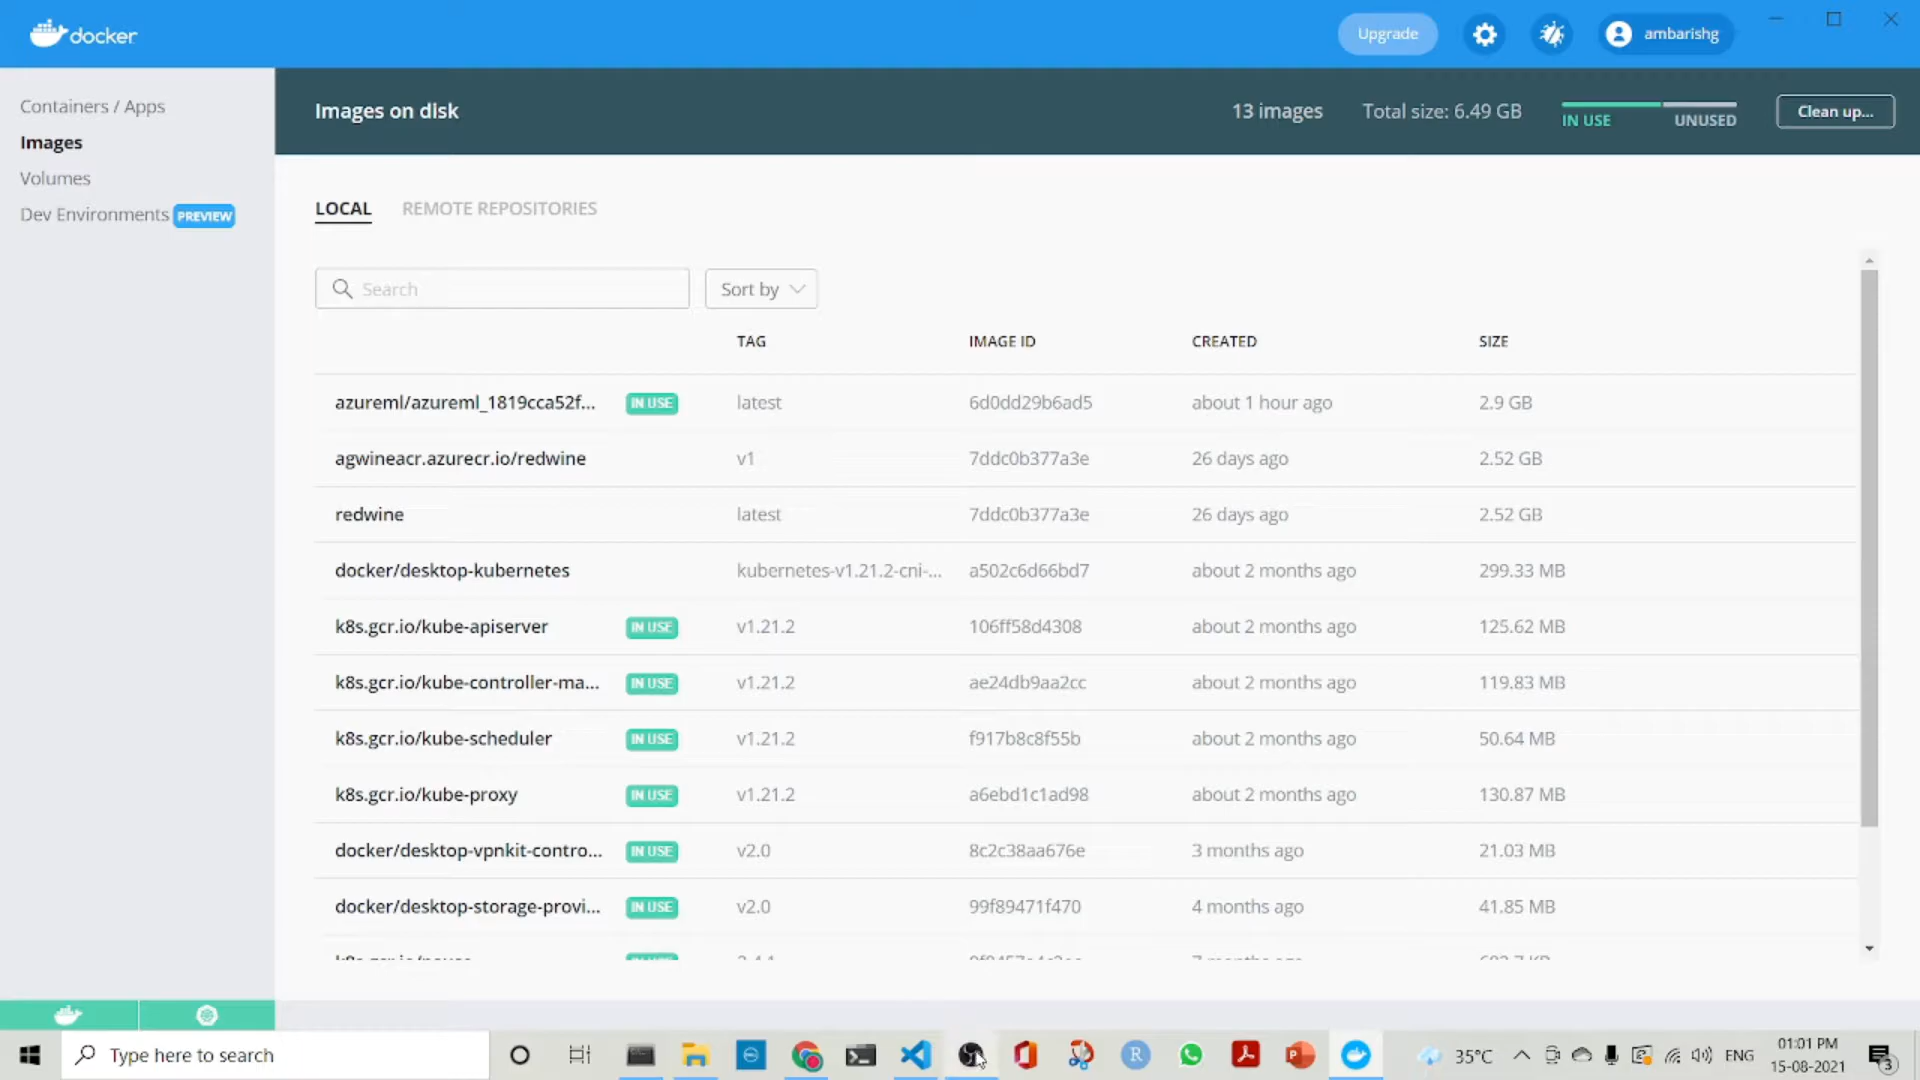 docker
Upgrade
ambarishg
Containers / Apps
Images
Volumes
Dev Environments PREVIEW
Images on disk
13 images
Total size: 6.49 GB
IN USE
UNUSED
Clean up...
LOCAL
REMOTE REPOSITORIES
Search
Sort by
TAG IMAGE ID CREATED SIZE
azureml/azureml_1819cca52f... IN USE latest 6d0dd29b6ad5 about 1 hour ago 2.9 GB
agwineacr.azurecr.io/redwine v1 7ddc0b377a3e 26 days ago 2.52 GB
redwine latest 7ddc0b377a3e 26 days ago 2.52 GB
docker/desktop-kubernetes kubernetes-v1.21.2-cni-... a502c6d66bd7 about 2 months ago 299.33 MB
k8s.gcr.io/kube-apiserver IN USE v1.21.2 106ff58d4308 about 2 months ago 125.62 MB
k8s.gcr.io/kube-controller-ma... IN USE v1.21.2 ae24db9aa2cc about 2 months ago 119.83 MB
k8s.gcr.io/kube-scheduler IN USE v1.21.2 f917b8c8f55b about 2 months ago 50.64 MB
k8s.gcr.io/kube-proxy IN USE v1.21.2 a6ebd1c1ad98 about 2 months ago 130.87 MB
docker/desktop-vpnkit-contro... IN USE v2.0 8c2c38aa676e 3 months ago 21.03 MB
docker/desktop-storage-provi... IN USE v2.0 99f89471f470 4 months ago 41.85 MB
Type here to search
35°C
ENG
01:01 PM
15-08-2021
3